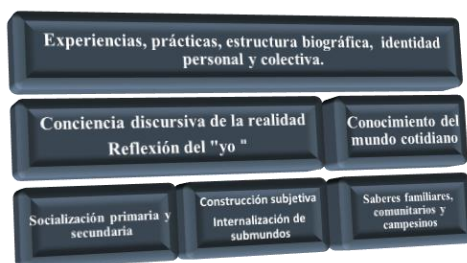 Experiencias, prácticas, estructura biográfica, identidad
personal y colectiva.
Conciencia discursiva de la realidad
Reflexión del "yo "
Conocimiento del
mundo cotidiano
Socialización primaria y
secundaria
Construcción subjetiva
Internalización de
submundos
Saberes familiares,
comunitarios y
campesinos